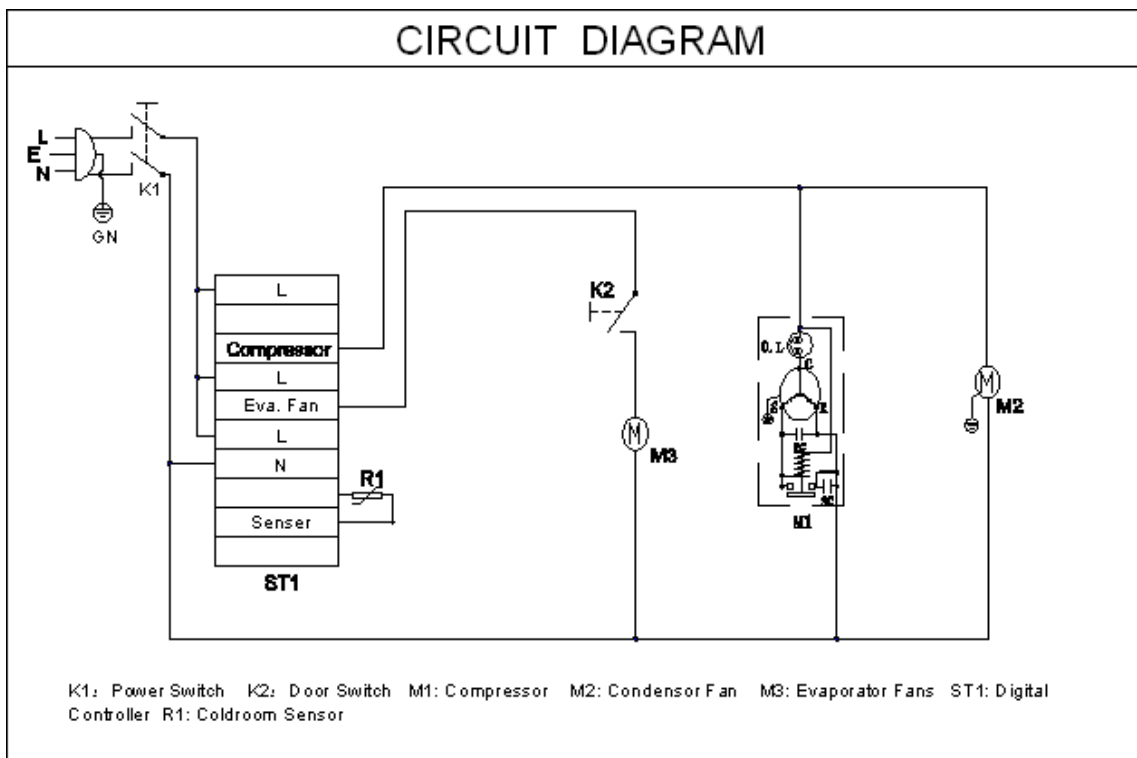 CIRCUIT DIAGRAM
L
E
N
K1
GN
L
Compressor
L
Eva. Fan
L
N
Senser
ST1
R1
K2
M
M3
O.L
C
S
R
SC
M1
M
M2
K1: Power Switch K2: Door Switch M1: Compressor M2: Condensor Fan M3: Evaporator Fans ST1: Digital
Controller R1: Coldroom Sensor